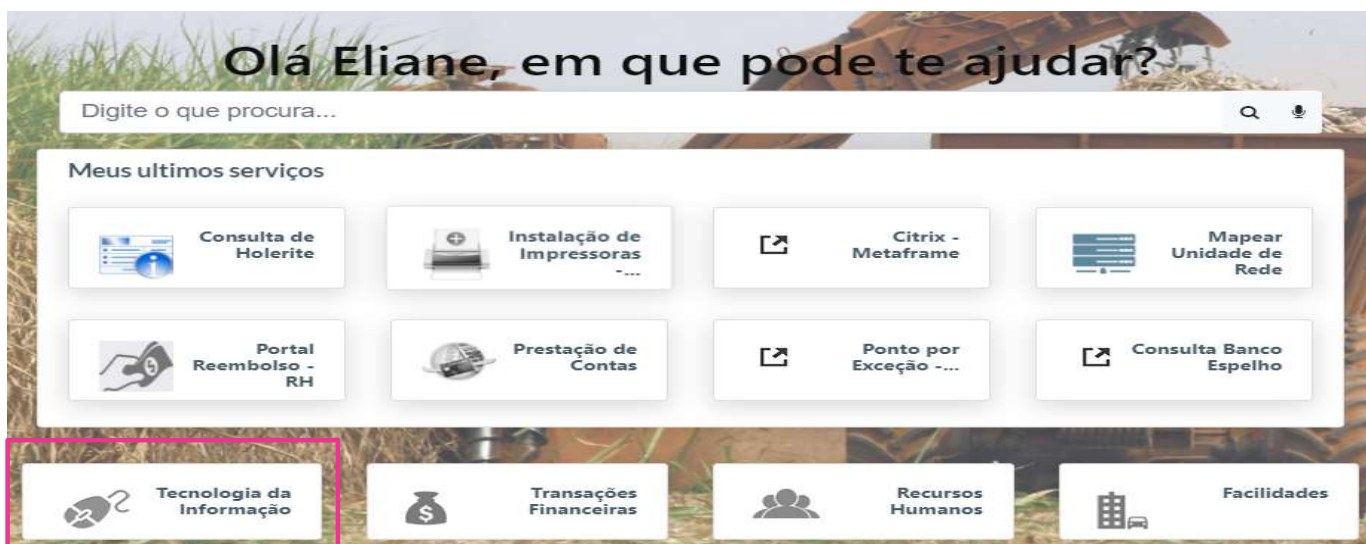 Olá Eliane, em que pode te ajudar?
Digite o que procura...
Meus ultimos serviços
Consulta de
Holerite
Instalação de
Impressoras
-...
Citrix -
Metaframe
Mapear
Unidade de
Rede
Portal
Reembolso -
RH
Prestação de
Contas
Ponto por
Exceção -...
Consulta Banco
Espelho
Tecnologia da
Informação
Transações
Financeiras
Recursos
Humanos
Facilidades